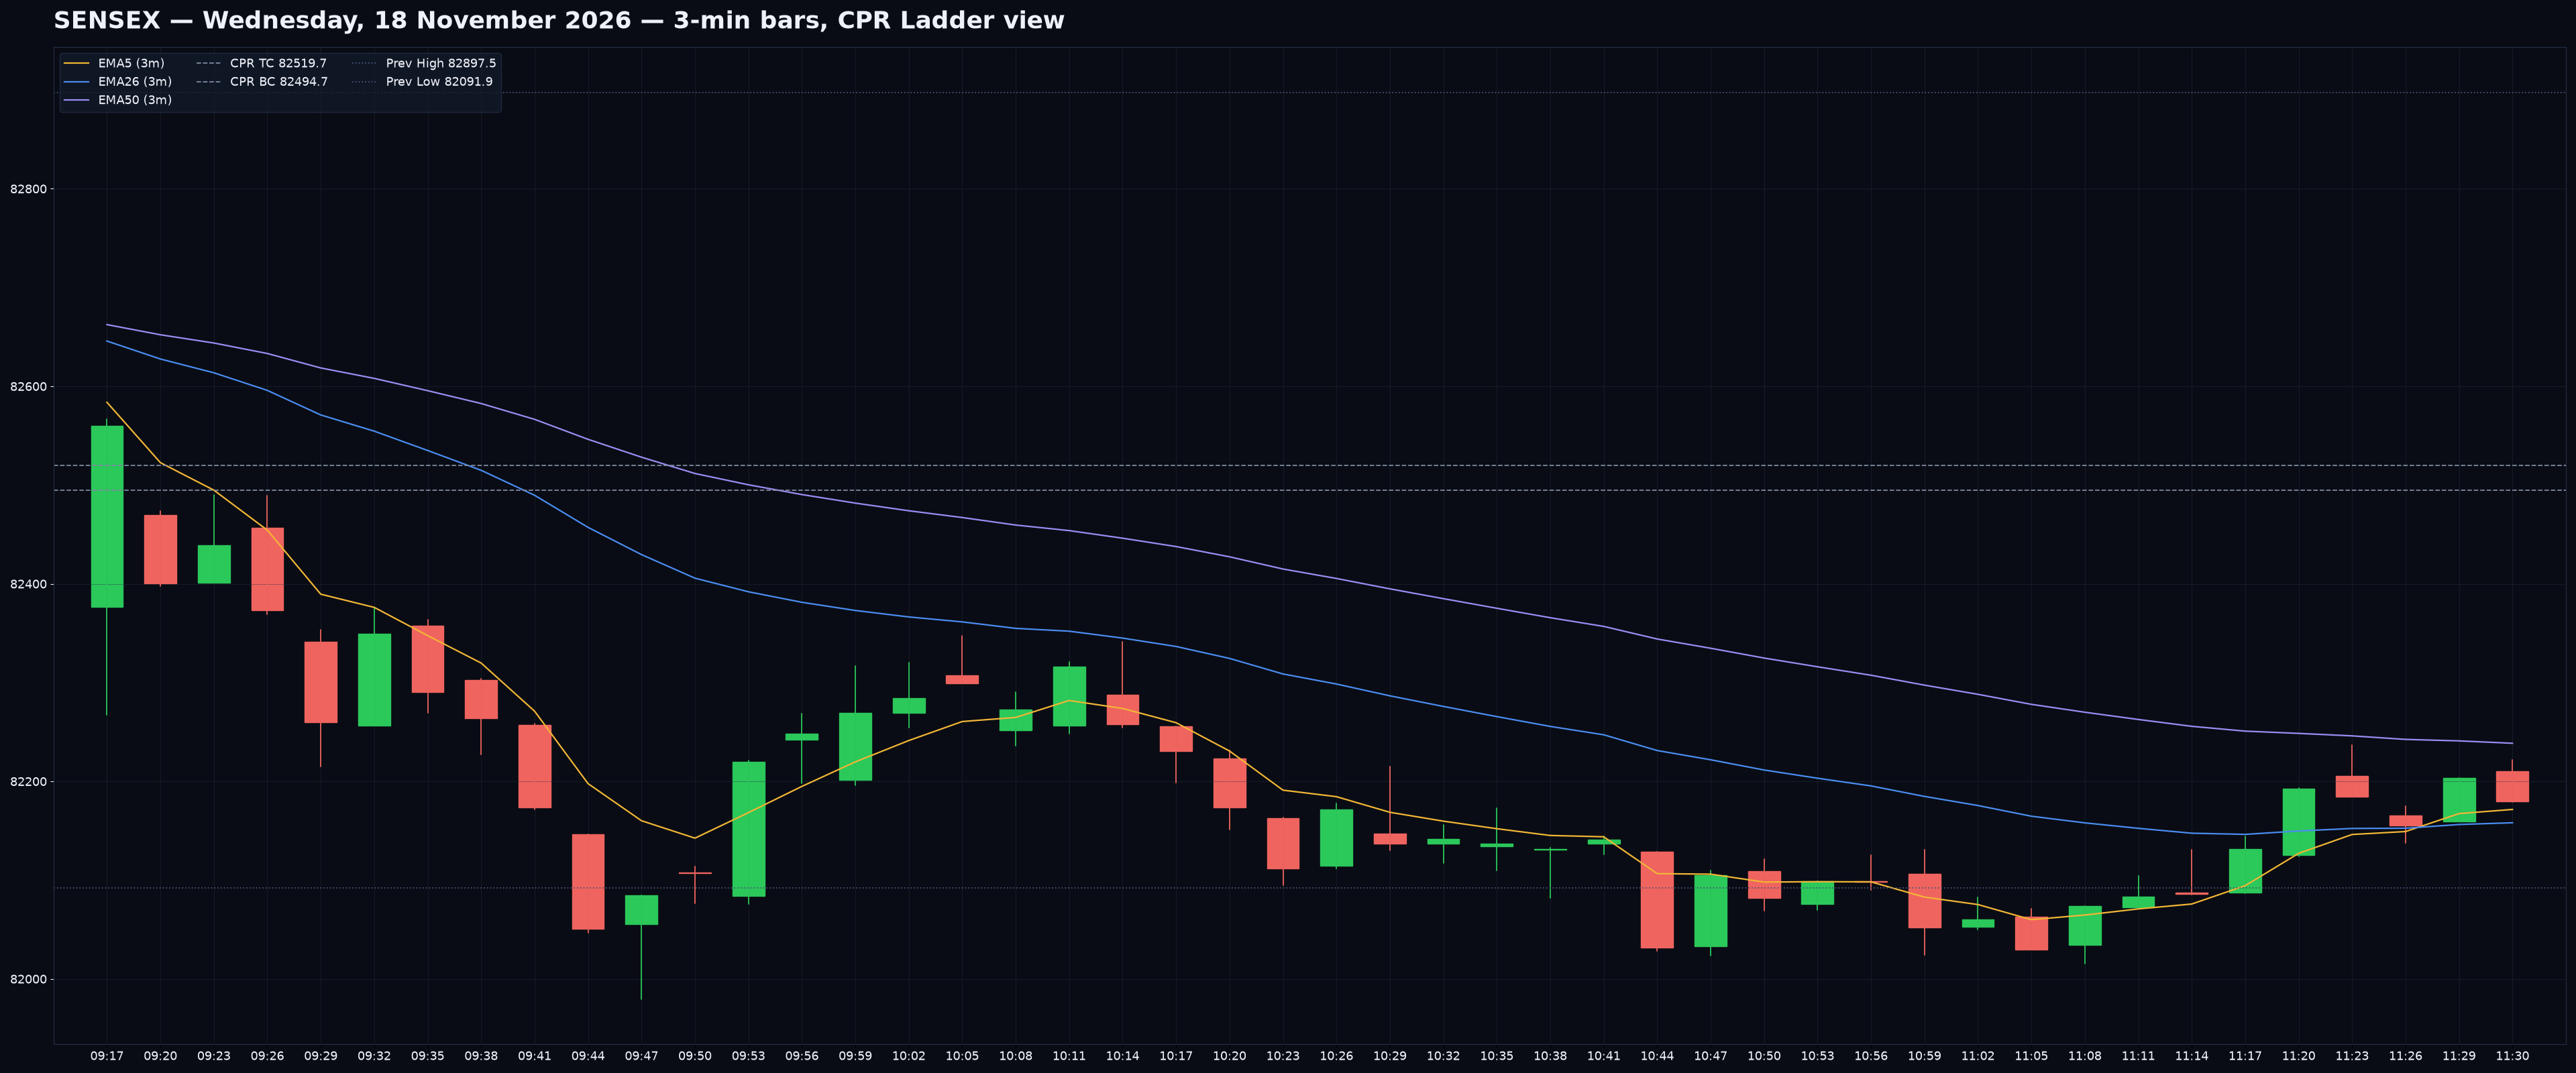 SENSEX — Wednesday, 18 November 2026 — 3-min bars, CPR Ladder view
EMA5 (3m) CPR TC 82519.7 Prev High 82897.5
EMA26 (3m) CPR BC 82494.7 Prev Low 82091.9
EMA50 (3m)
82800
82600
82400
82200
82000
09:17 09:20 09:23 09:26 09:29 09:32 09:35 09:38 09:41 09:44 09:47 09:50 09:53 09:56 09:59 10:02 10:05 10:08 10:11 10:14 10:17 10:20 10:23 10:26 10:29 10:32 10:35 10:38 10:41 10:44 10:47 10:50 10:53 10:56 10:59 11:02 11:05 11:08 11:11 11:14 11:17 11:20 11:23 11:26 11:29 11:30